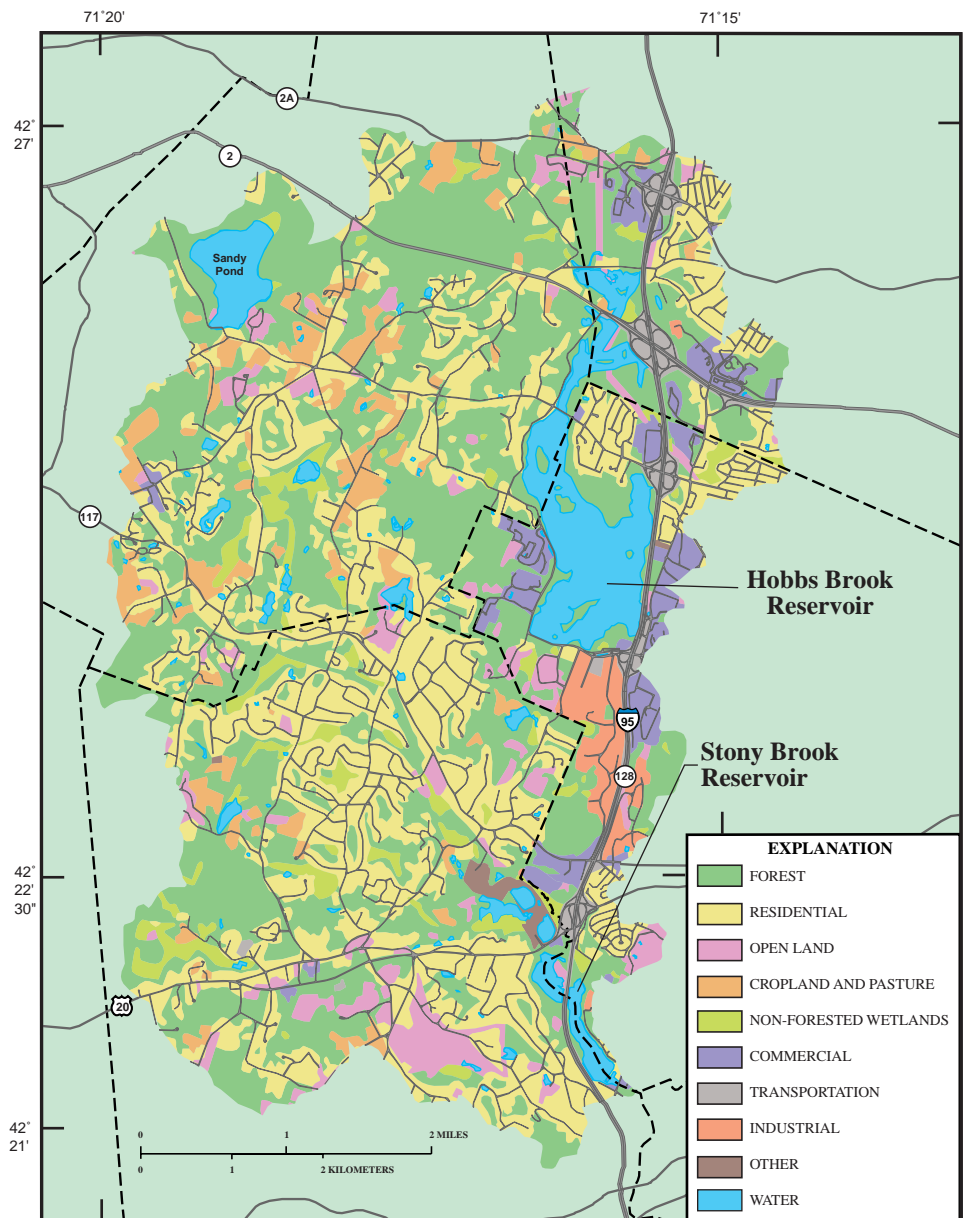 71°20'
71°15'
42°
27'
2A
2
Sandy
Pond
117
Hobbs Brook
Reservoir
95
Stony Brook
Reservoir
128
42°
22'
30"
20
42°
21'
0 1 2 MILES
0 1 2 KILOMETERS
EXPLANATION
FOREST
RESIDENTIAL
OPEN LAND
CROPLAND AND PASTURE
NON-FORESTED WETLANDS
COMMERCIAL
TRANSPORTATION
INDUSTRIAL
OTHER
WATER